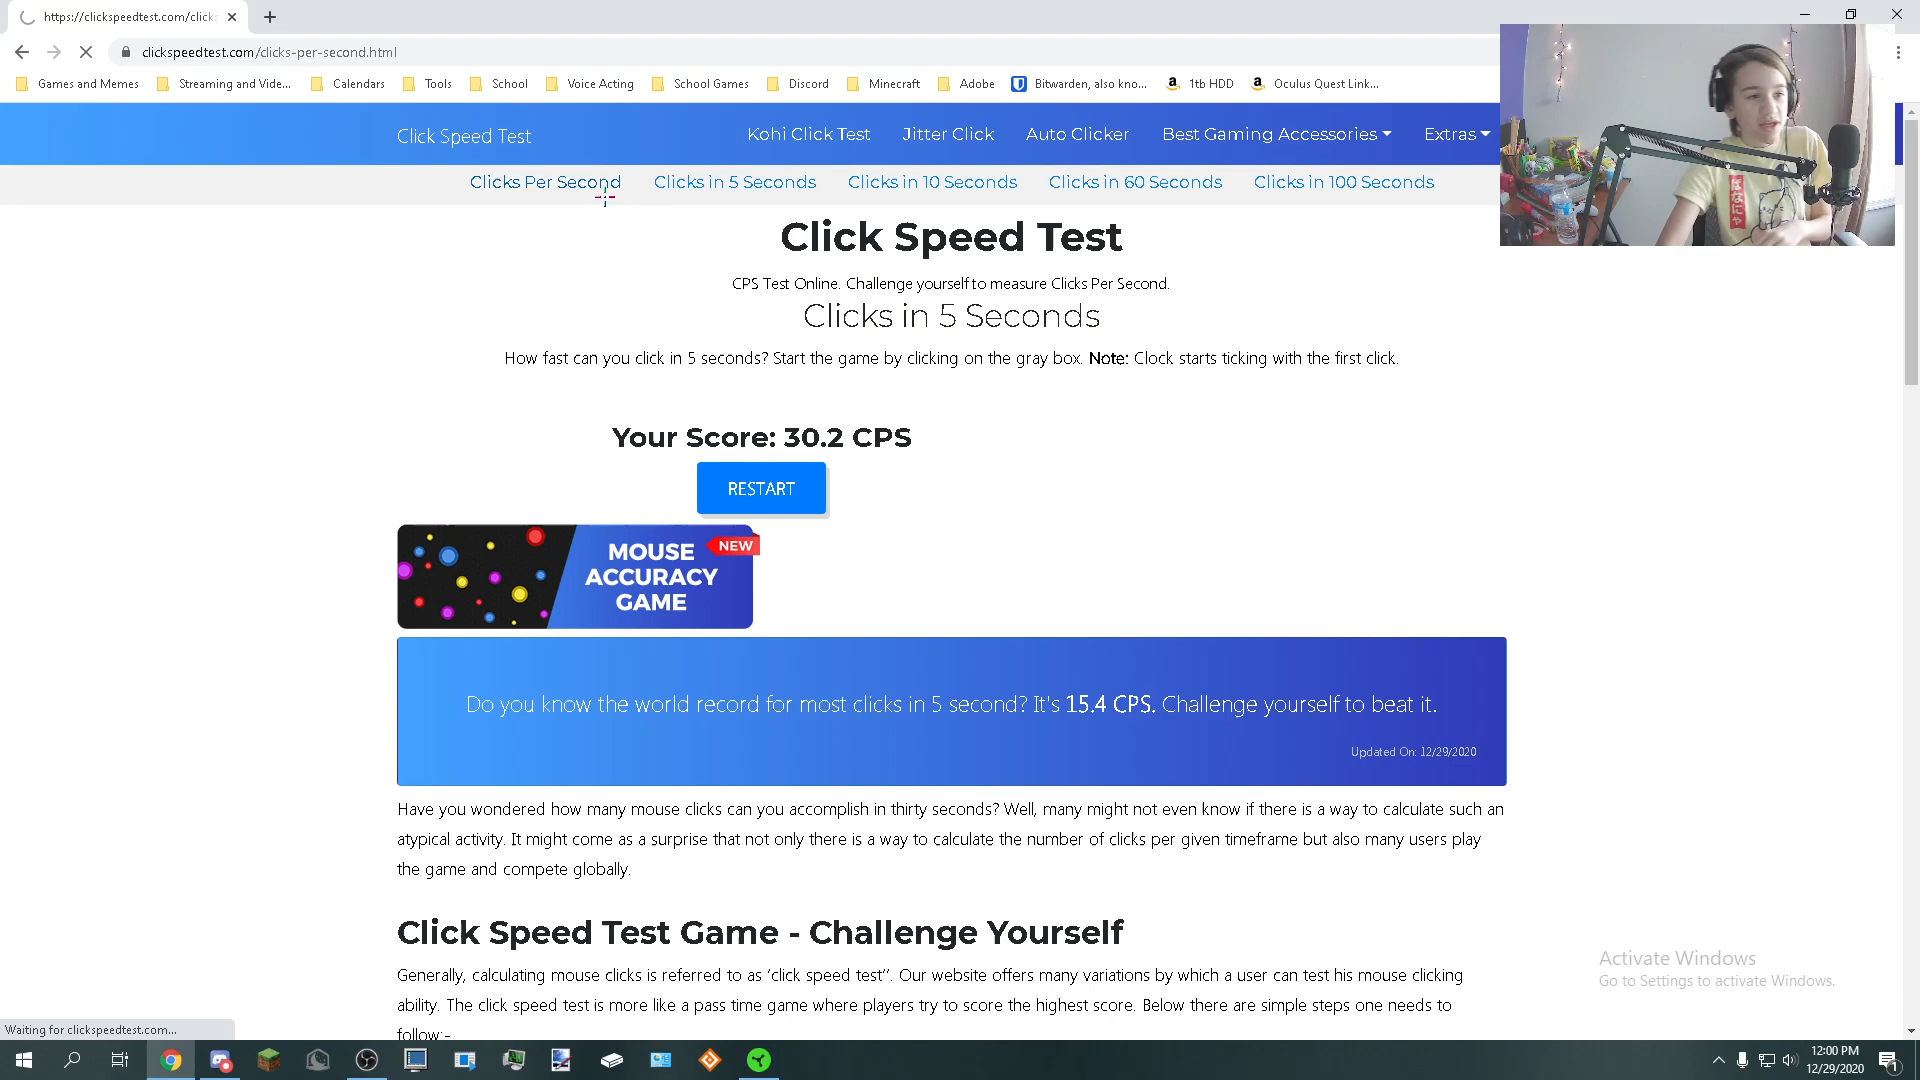 https://clickspeedtest.com/clicks
clickspeedtest.com/clicks-per-second.html
Games and Memes Streaming and Vide... Calendars Tools School Voice Acting School Games Discord Minecraft Adobe Bitwarden, also kno... 1tb HDD Oculus Quest Link...
Click Speed Test Kohi Click Test Jitter Click Auto Clicker Best Gaming Accessories Extras
Clicks Per Second Clicks in 5 Seconds Clicks in 10 Seconds Clicks in 60 Seconds Clicks in 100 Seconds
Click Speed Test
CPS Test Online. Challenge yourself to measure Clicks Per Second.
Clicks in 5 Seconds
How fast can you click in 5 seconds? Start the game by clicking on the gray box. Note: Clock starts ticking with the first click.
Your Score: 30.2 CPS
RESTART
NEW
MOUSE
ACCURACY
GAME
Do you know the world record for most clicks in 5 second? It's 15.4 CPS. Challenge yourself to beat it.
Updated On: 12/29/2020
Have you wondered how many mouse clicks can you accomplish in thirty seconds? Well, many might not even know if there is a way to calculate such an
atypical activity. It might come as a surprise that not only there is a way to calculate the number of clicks per given timeframe but also many users play
the game and compete globally.
Click Speed Test Game - Challenge Yourself
Generally, calculating mouse clicks is referred to as ‘click speed test’’. Our website offers many variations by which a user can test his mouse clicking
ability. The click speed test is more like a pass time game where players try to score the highest score. Below there are simple steps one needs to
follow:-
Activate Windows
Go to Settings to activate Windows.
Waiting for clickspeedtest.com...
12:00 PM
12/29/2020
1